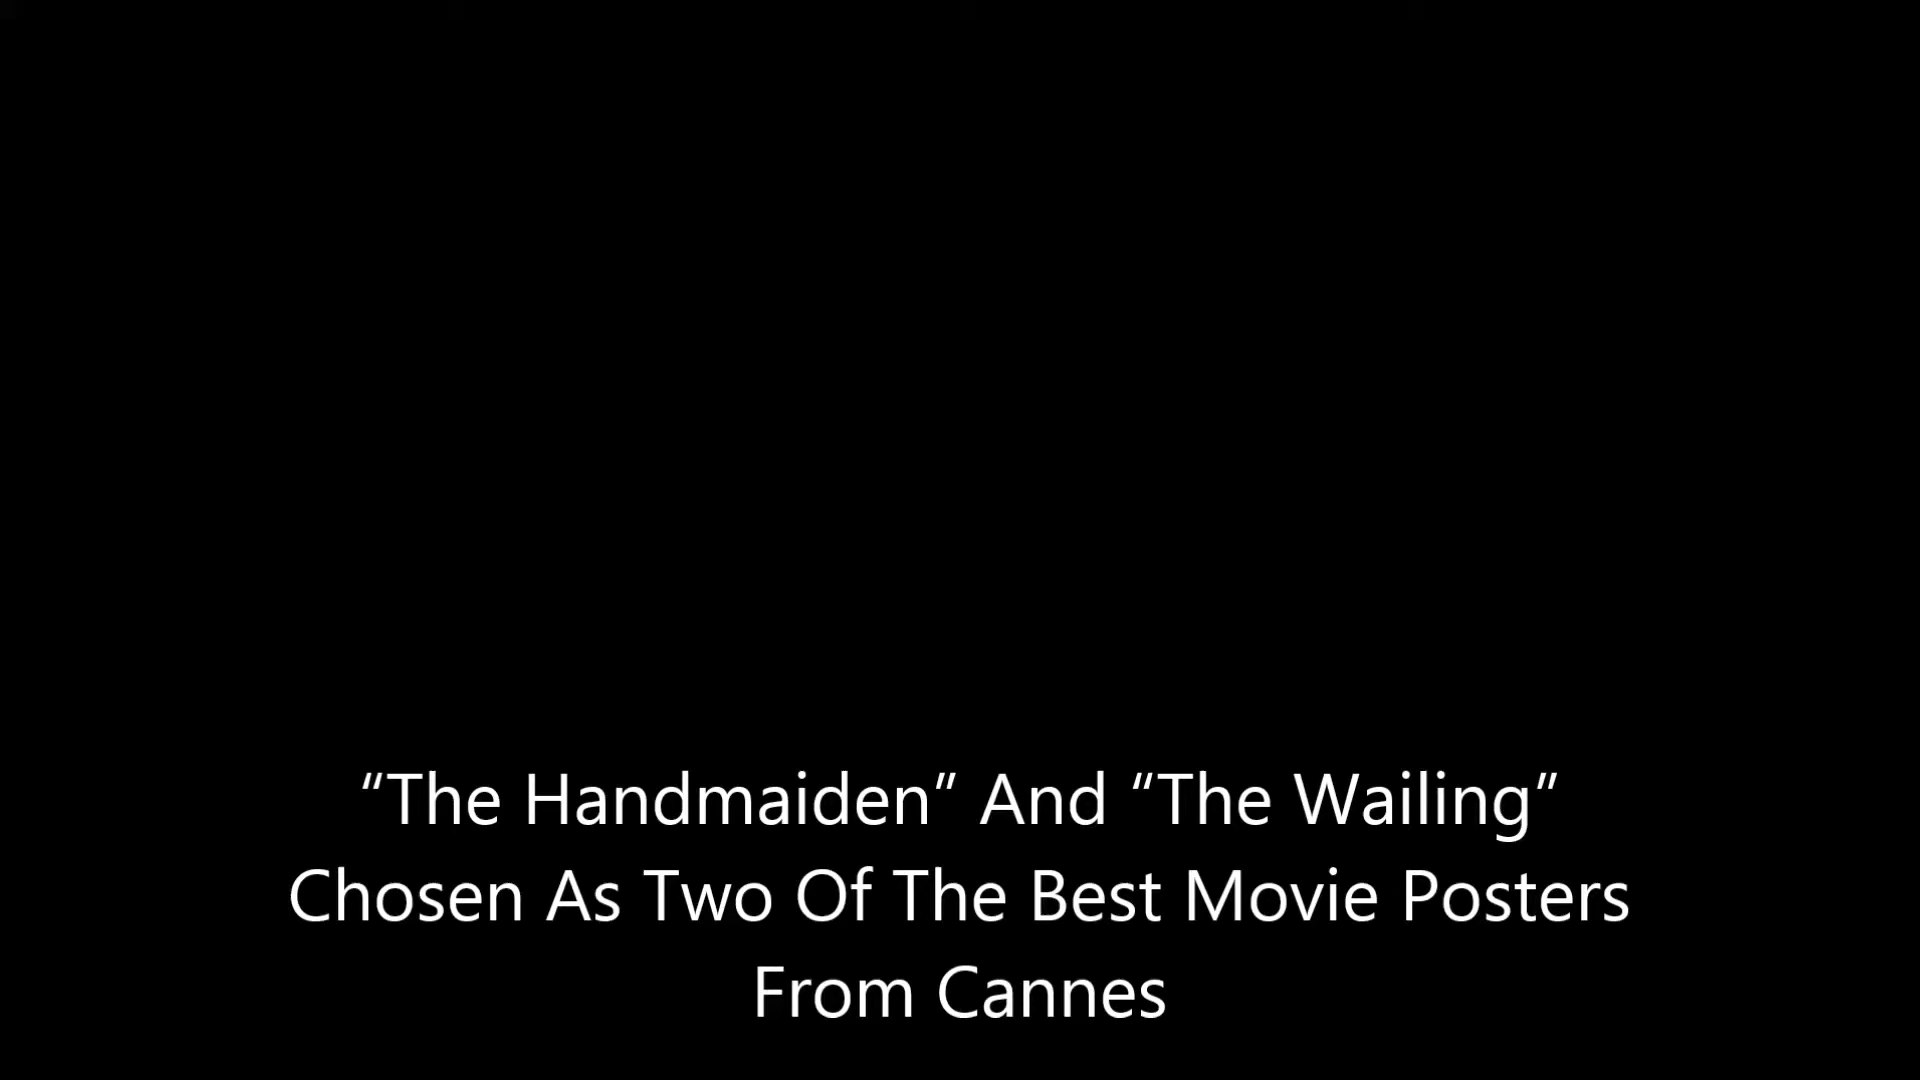 “The Handmaiden” And “The Wailing”
Chosen As Two Of The Best Movie Posters
From Cannes